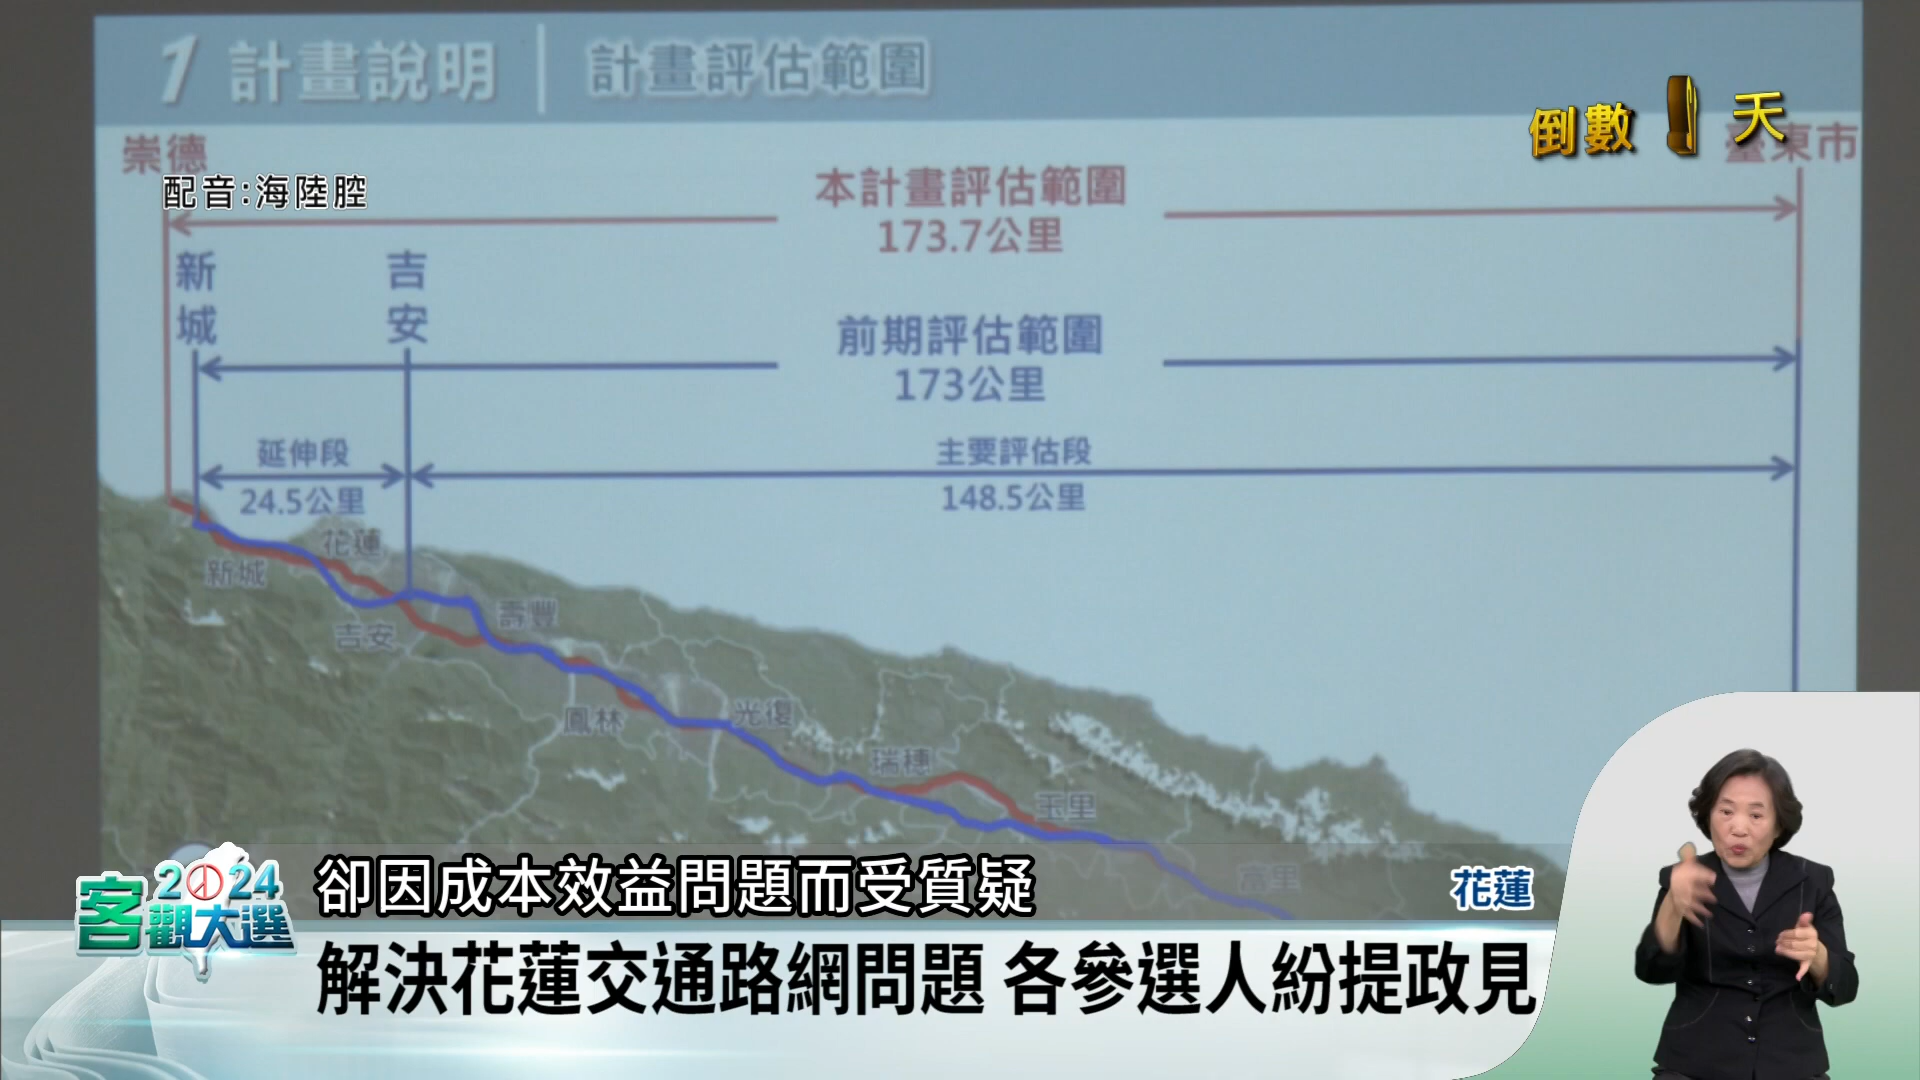 1 計畫說明 | 計畫評估範圍
倒數 1 天
崇德
臺東市
配音:海陸腔
本計畫評估範圍
173.7公里
新城
吉安
前期評估範圍
173公里
延伸段
24.5公里
主要評估段
148.5公里
花蓮
新城
壽豐
吉安
鳳林
光復
瑞穗
玉里
富里
2024
客觀大選
卻因成本效益問題而受質疑
花蓮
解決花蓮交通路網問題 各參選人紛提政見